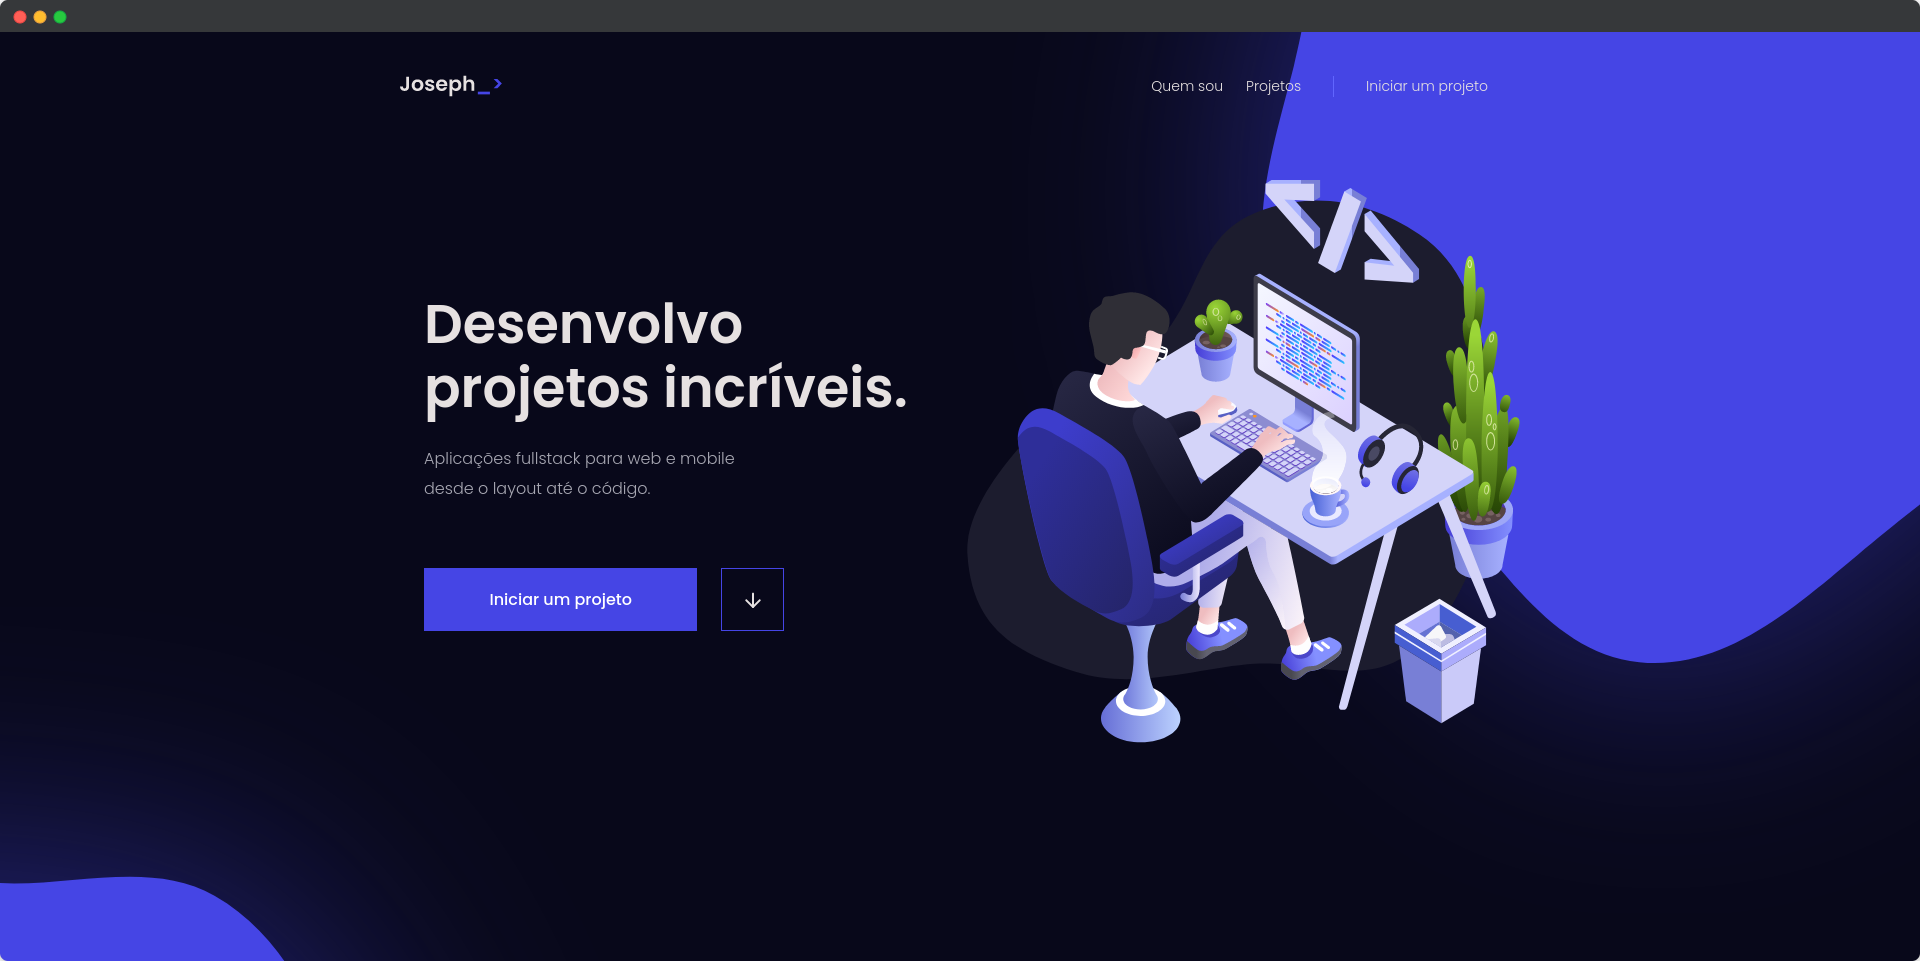 Joseph_>
Quem sou Projetos Iniciar um projeto
</>
Desenvolvo
projetos incríveis.
Aplicações fullstack para web e mobile
desde o layout até o código.
Iniciar um projeto